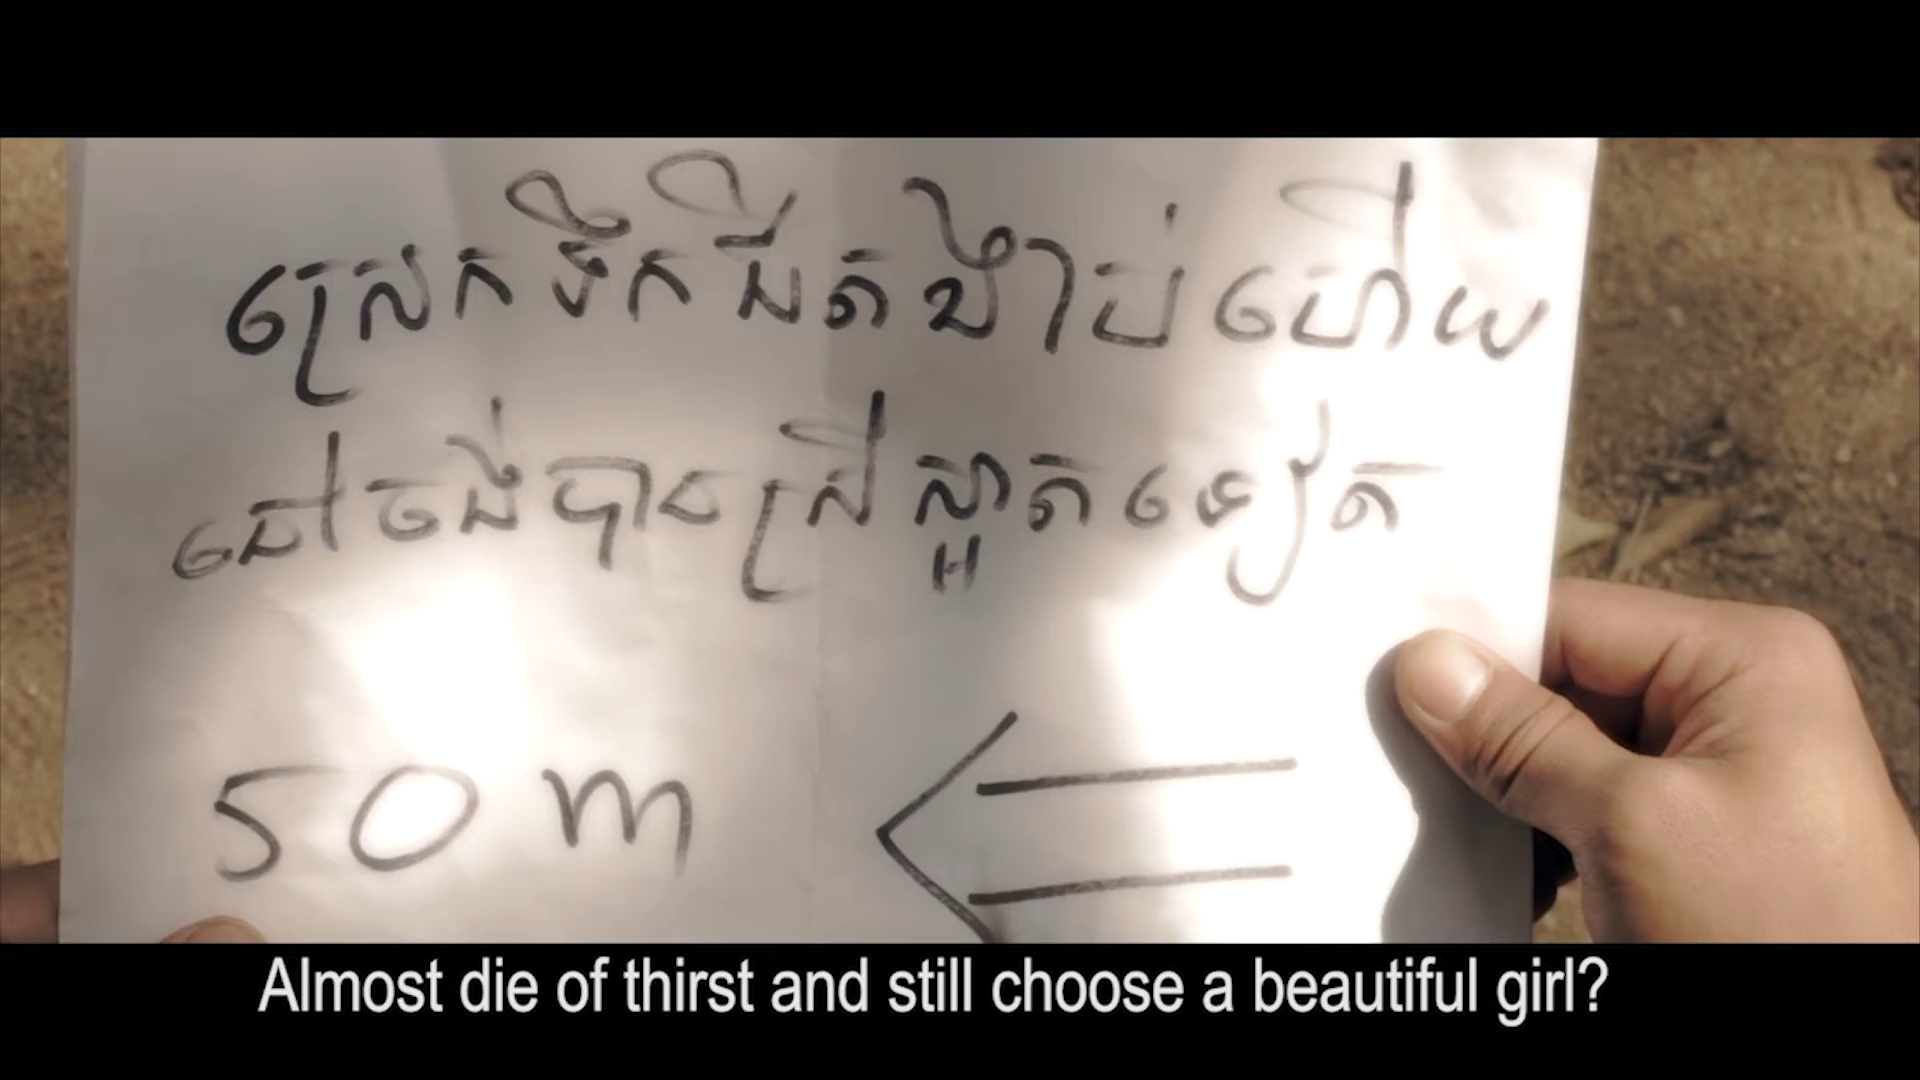 ស្រេកទឹកជិតងាប់ហើយ
នៅចង់បានស្រីស្អាតទៀត
50 m
Almost die of thirst and still choose a beautiful girl?